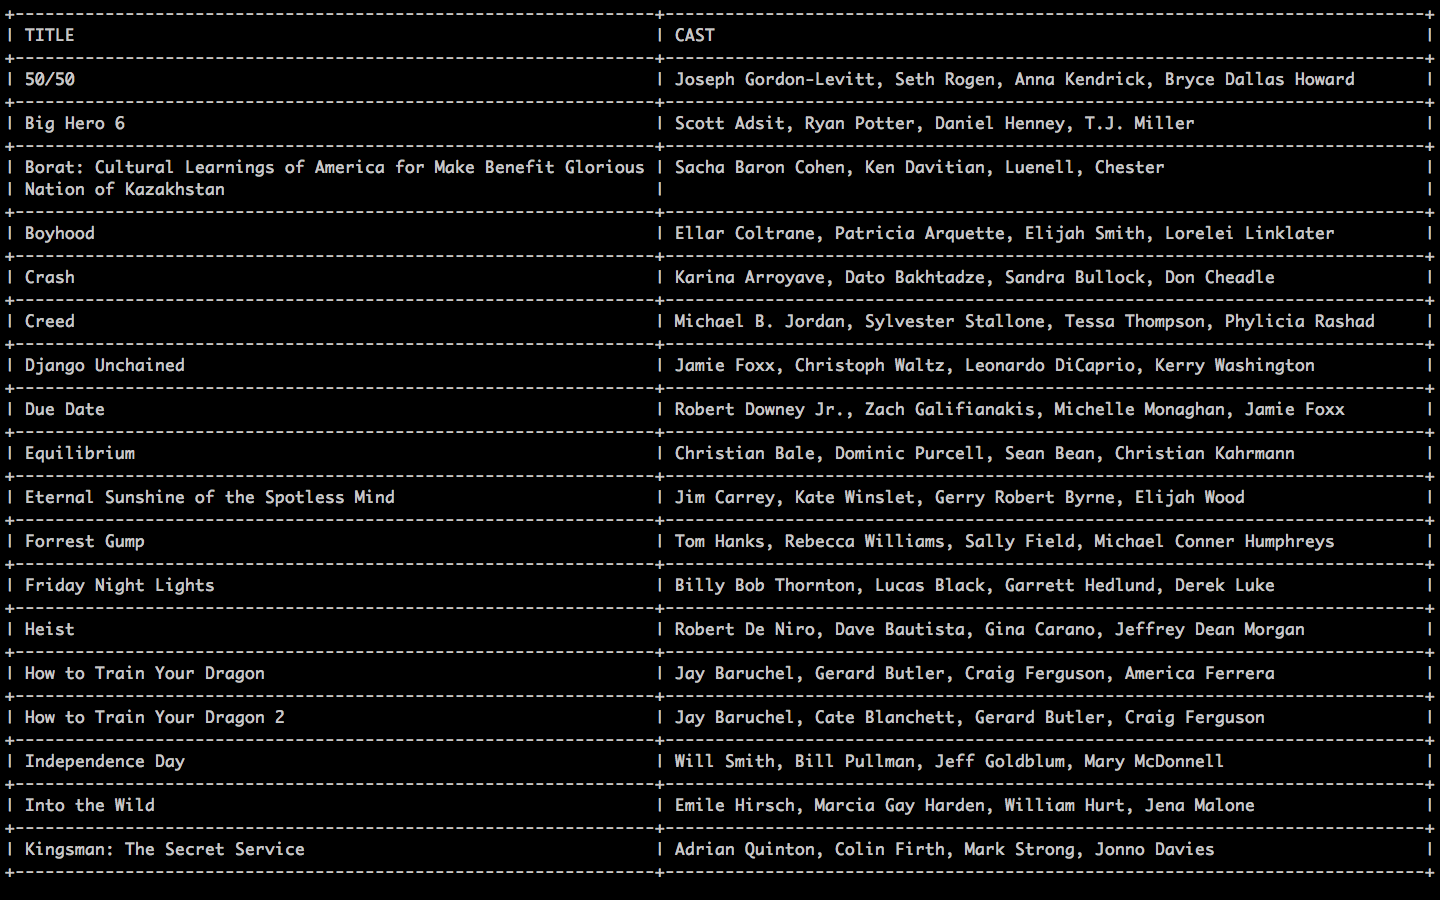 +----------------------------------------------------------------+----------------------------------------------------------------------------+
| TITLE                                                          | CAST                                                                       |
+----------------------------------------------------------------+----------------------------------------------------------------------------+
| 50/50                                                          | Joseph Gordon-Levitt, Seth Rogen, Anna Kendrick, Bryce Dallas Howard       |
+----------------------------------------------------------------+----------------------------------------------------------------------------+
| Big Hero 6                                                     | Scott Adsit, Ryan Potter, Daniel Henney, T.J. Miller                       |
+----------------------------------------------------------------+----------------------------------------------------------------------------+
| Borat: Cultural Learnings of America for Make Benefit Glorious | Sacha Baron Cohen, Ken Davitian, Luenell, Chester                          |
| Nation of Kazakhstan                                           |                                                                            |
+----------------------------------------------------------------+----------------------------------------------------------------------------+
| Boyhood                                                        | Ellar Coltrane, Patricia Arquette, Elijah Smith, Lorelei Linklater         |
+----------------------------------------------------------------+----------------------------------------------------------------------------+
| Crash                                                          | Karina Arroyave, Dato Bakhtadze, Sandra Bullock, Don Cheadle               |
+----------------------------------------------------------------+----------------------------------------------------------------------------+
| Creed                                                          | Michael B. Jordan, Sylvester Stallone, Tessa Thompson, Phylicia Rashad     |
+----------------------------------------------------------------+----------------------------------------------------------------------------+
| Django Unchained                                               | Jamie Foxx, Christoph Waltz, Leonardo DiCaprio, Kerry Washington           |
+----------------------------------------------------------------+----------------------------------------------------------------------------+
| Due Date                                                       | Robert Downey Jr., Zach Galifianakis, Michelle Monaghan, Jamie Foxx        |
+----------------------------------------------------------------+----------------------------------------------------------------------------+
| Equilibrium                                                    | Christian Bale, Dominic Purcell, Sean Bean, Christian Kahrmann             |
+----------------------------------------------------------------+----------------------------------------------------------------------------+
| Eternal Sunshine of the Spotless Mind                          | Jim Carrey, Kate Winslet, Gerry Robert Byrne, Elijah Wood                  |
+----------------------------------------------------------------+----------------------------------------------------------------------------+
| Forrest Gump                                                   | Tom Hanks, Rebecca Williams, Sally Field, Michael Conner Humphreys         |
+----------------------------------------------------------------+----------------------------------------------------------------------------+
| Friday Night Lights                                            | Billy Bob Thornton, Lucas Black, Garrett Hedlund, Derek Luke               |
+----------------------------------------------------------------+----------------------------------------------------------------------------+
| Heist                                                          | Robert De Niro, Dave Bautista, Gina Carano, Jeffrey Dean Morgan            |
+----------------------------------------------------------------+----------------------------------------------------------------------------+
| How to Train Your Dragon                                       | Jay Baruchel, Gerard Butler, Craig Ferguson, America Ferrera               |
+----------------------------------------------------------------+----------------------------------------------------------------------------+
| How to Train Your Dragon 2                                     | Jay Baruchel, Cate Blanchett, Gerard Butler, Craig Ferguson                |
+----------------------------------------------------------------+----------------------------------------------------------------------------+
| Independence Day                                               | Will Smith, Bill Pullman, Jeff Goldblum, Mary McDonnell                    |
+----------------------------------------------------------------+----------------------------------------------------------------------------+
| Into the Wild                                                  | Emile Hirsch, Marcia Gay Harden, William Hurt, Jena Malone                 |
+----------------------------------------------------------------+----------------------------------------------------------------------------+
| Kingsman: The Secret Service                                   | Adrian Quinton, Colin Firth, Mark Strong, Jonno Davies                     |
+----------------------------------------------------------------+----------------------------------------------------------------------------+